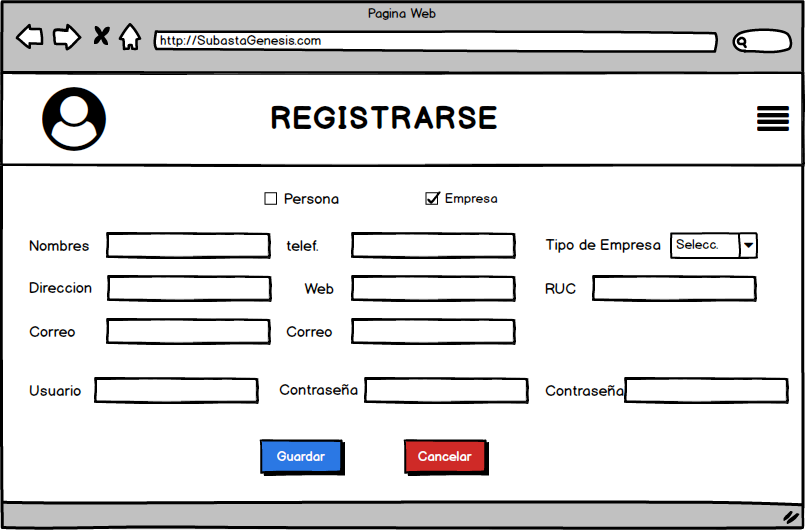 Pagina Web
http://SubastaGenesis.com
REGISTRARSE
Persona Empresa
Nombres telef. Tipo de Empresa Selecc.
Direccion Web RUC
Correo Correo
Usuario Contraseña Contraseña
Guardar Cancelar